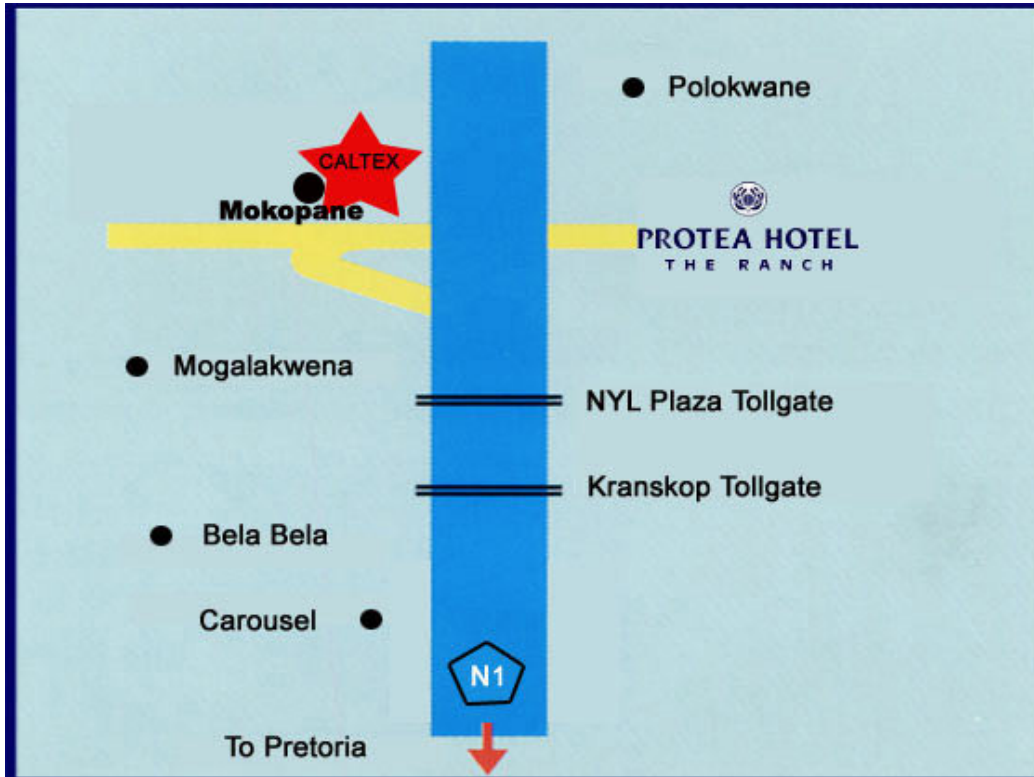 Polokwane
CALTEX
Mokopane
PROTEA HOTEL
THE RANCH
Mogalakwena
NYL Plaza Tollgate
Kranskop Tollgate
Bela Bela
Carousel
N1
To Pretoria